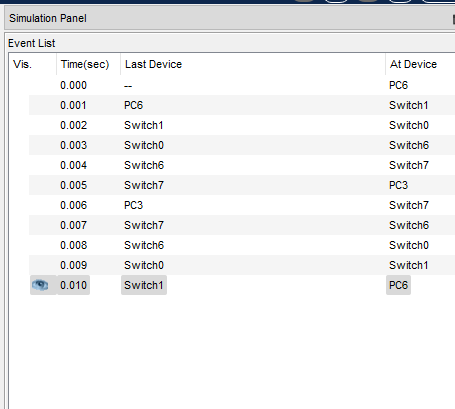 Simulation Panel
Event List
Vis. Time(sec) Last Device At Device
0.000 -- PC6
0.001 PC6 Switch1
0.002 Switch1 Switch0
0.003 Switch0 Switch6
0.004 Switch6 Switch7
0.005 Switch7 PC3
0.006 PC3 Switch7
0.007 Switch7 Switch6
0.008 Switch6 Switch0
0.009 Switch0 Switch1
0.010 Switch1 PC6